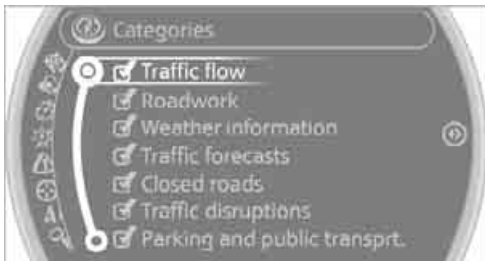 Categories
Traffic flow
Roadwork
Weather information
Traffic forecasts
Closed roads
Traffic disruptions
Parking and public transprt.